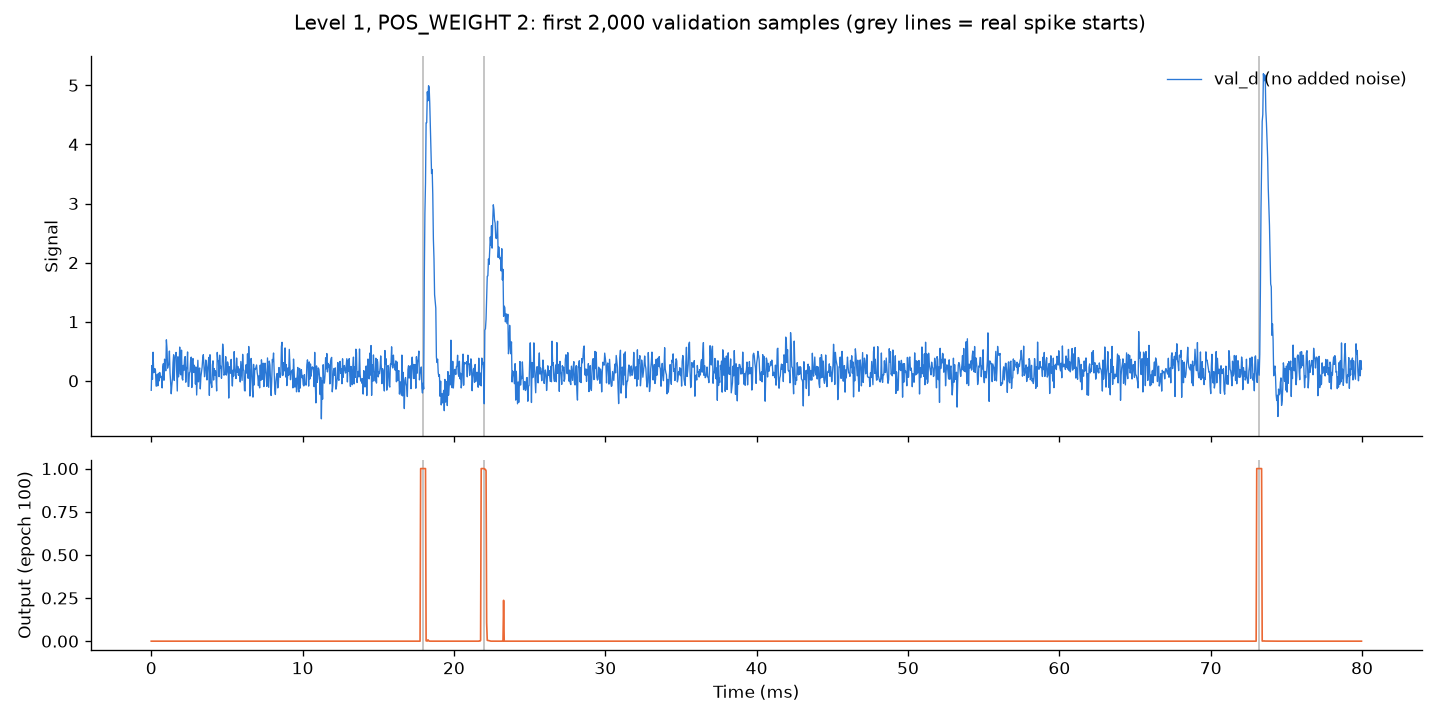 Level 1, POS_WEIGHT 2: first 2,000 validation samples (grey lines = real spike starts)
val_d (no added noise)
Signal
5
4
3
2
1
0
Output (epoch 100)
1.00
0.75
0.50
0.25
0.00
0 10 20 30 40 50 60 70 80
Time (ms)